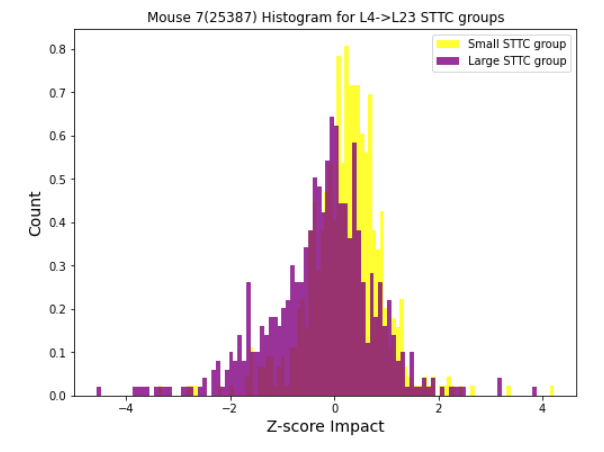 Mouse 7(25387) Histogram for L4->L23 STTC groups
Small STTC group
Large STTC group
0.8
0.7
0.6
0.5
0.4
0.3
0.2
0.1
0.0
Count
−4
−2
0
2
4
Z-score Impact